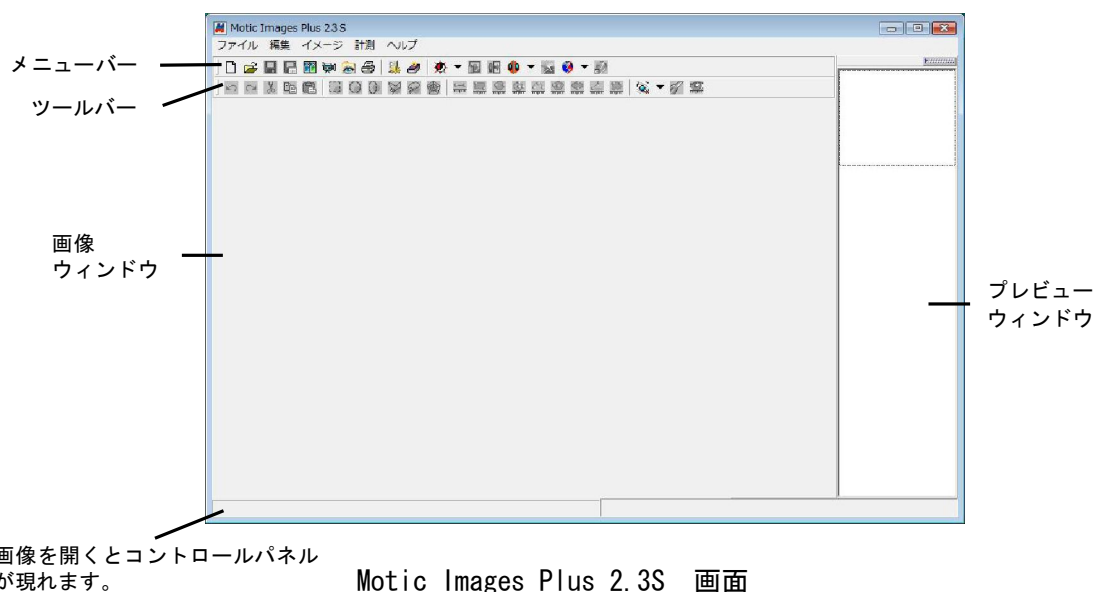 Motic Images Plus 2.3 S
ファイル 編集 イメージ 計測 ヘルプ
メニューバー
ツールバー
画像
ウィンドウ
プレビュー
ウィンドウ
画像を開くとコントロールパネル
が現れます。
Motic Images Plus 2.3S 画面